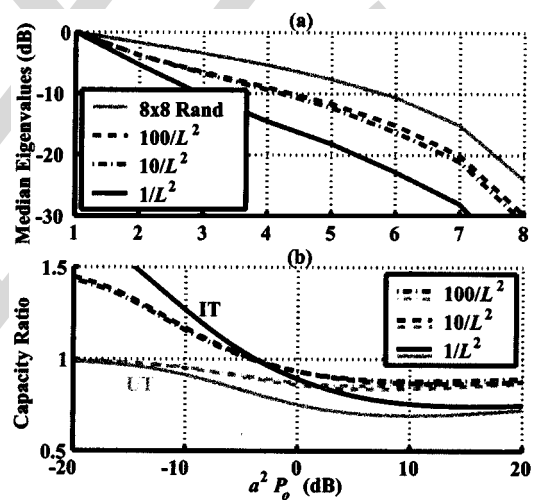 (a)
Median Eigenvalues (dB)
0
-10
-20
-30
8x8 Rand
100/L²
10/L²
1/L²
1 2 3 4 5 6 7 8
(b)
Capacity Ratio
1.5
1
0.5
IT
UT
100/L²
10/L²
1/L²
-20 -10 0 10 20
a² Pₒ (dB)